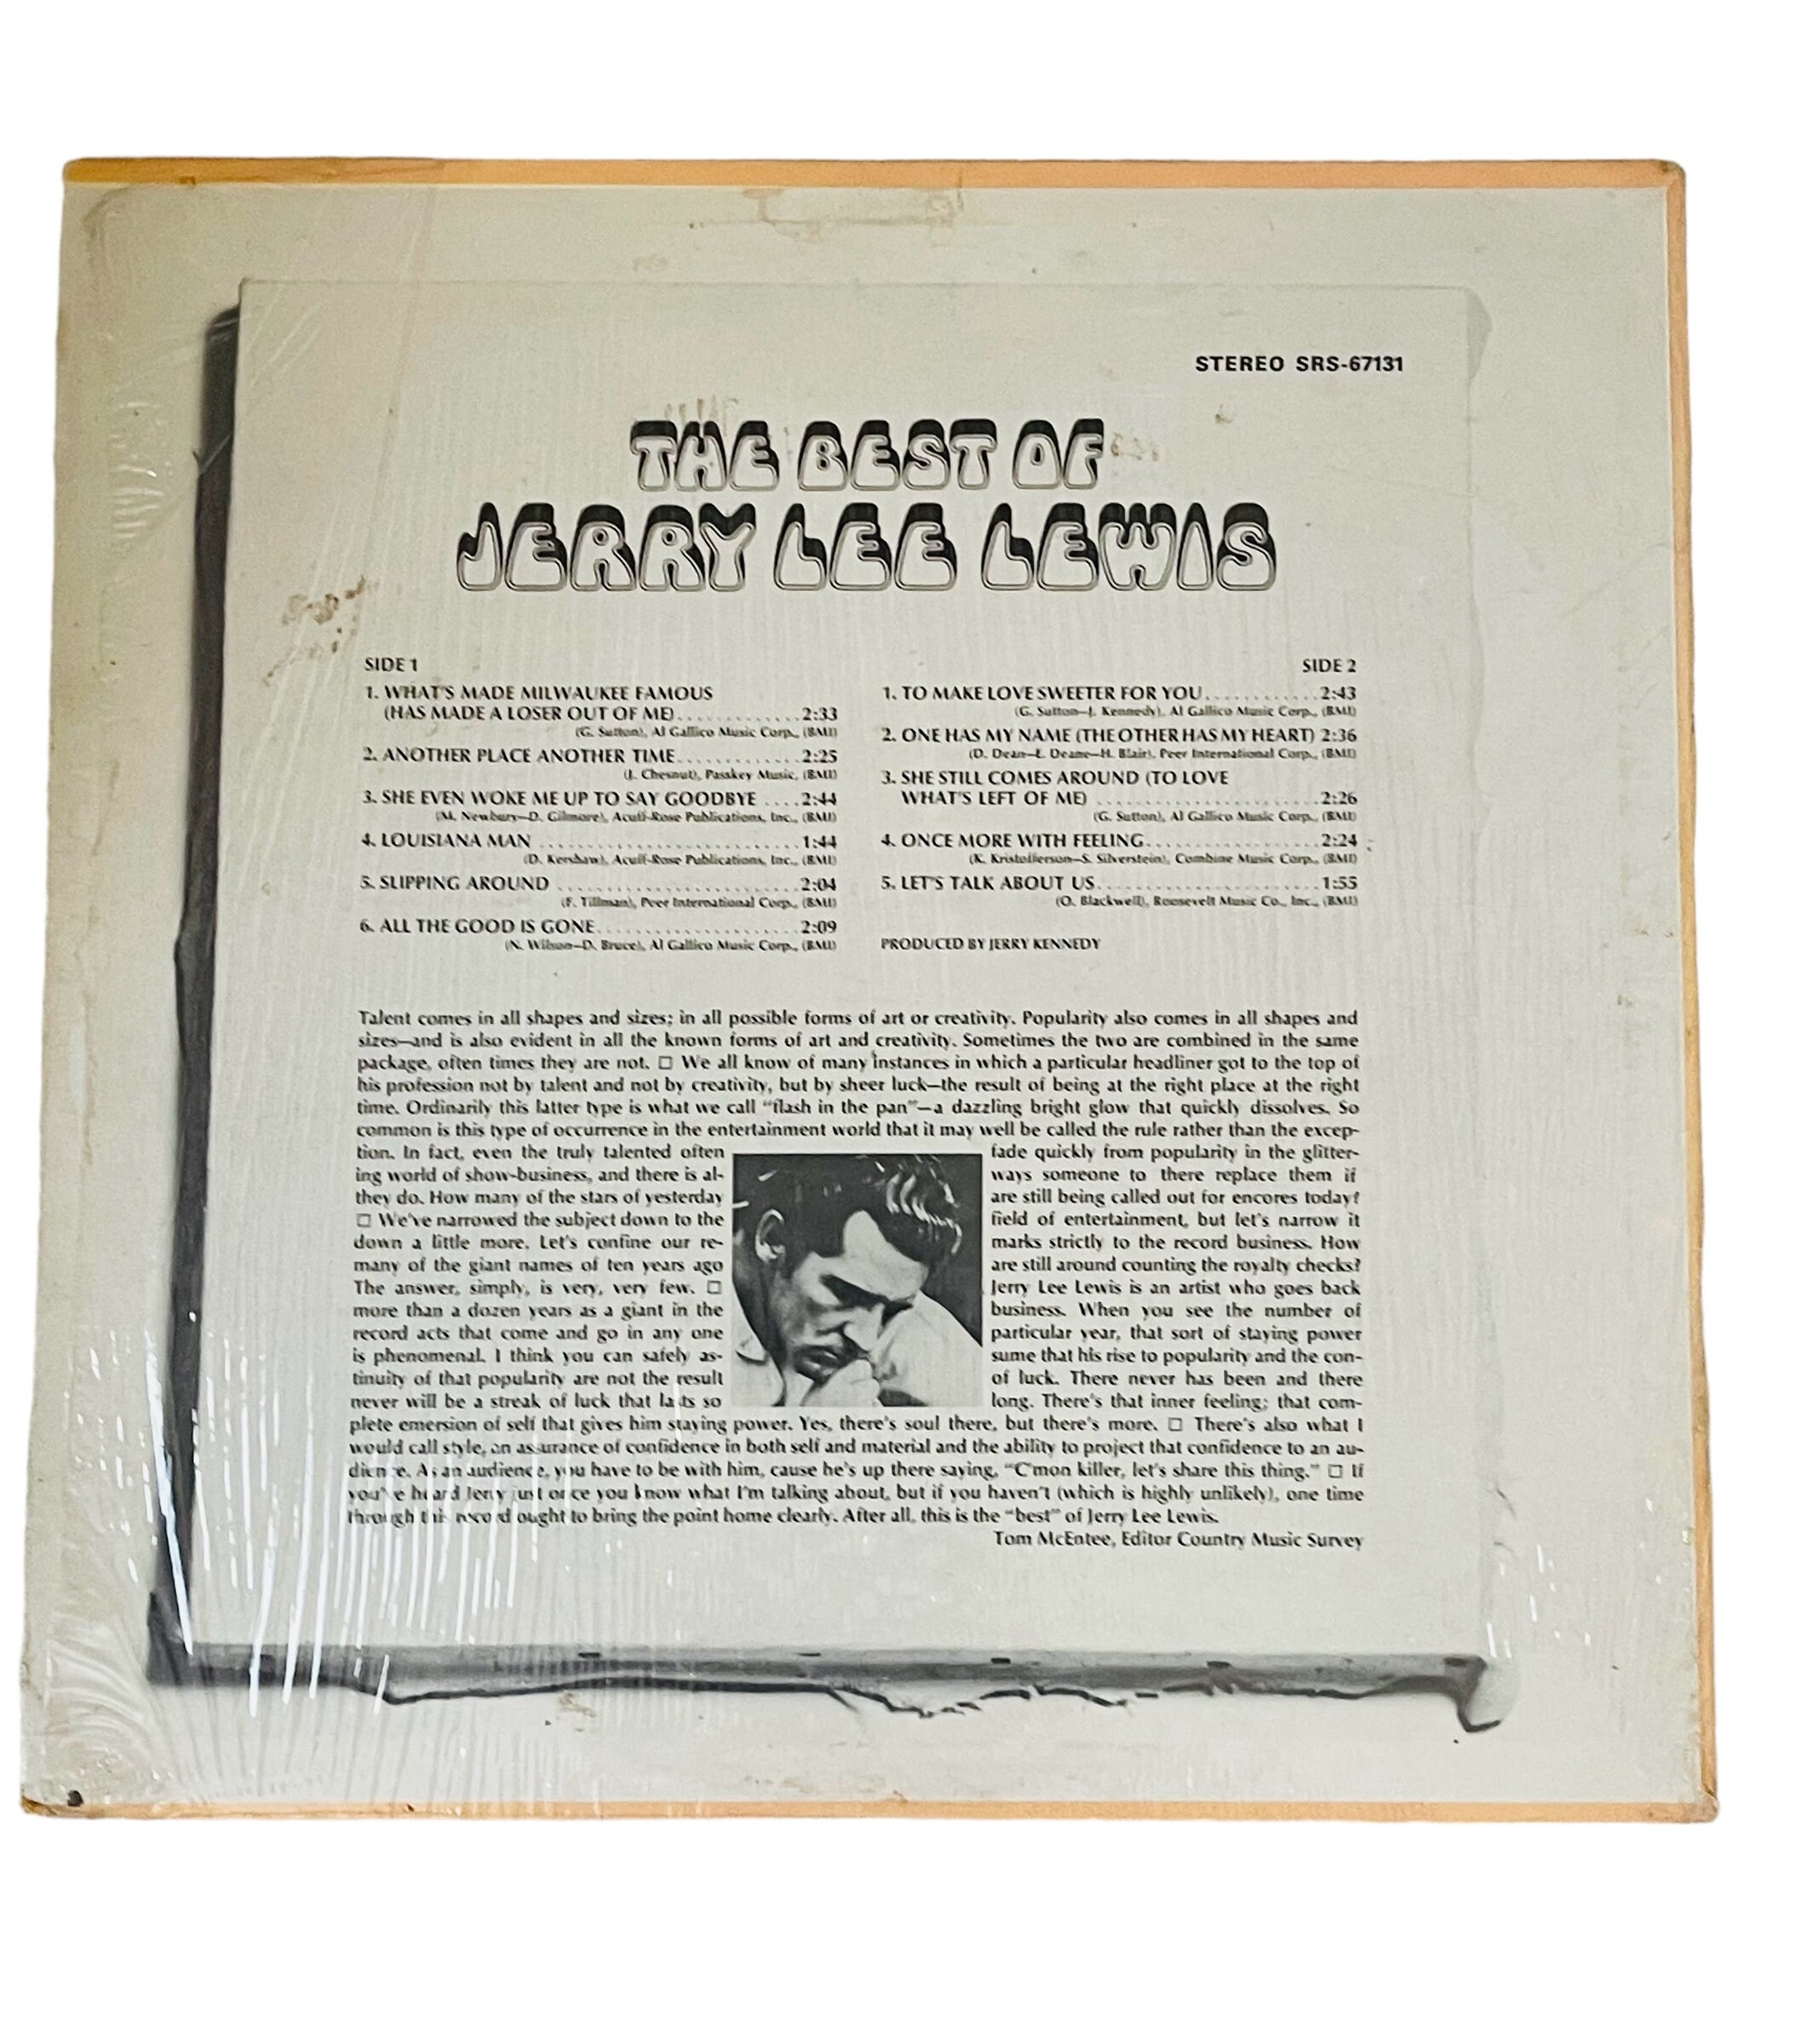 STEREO SRS-67131
THE BEST OF
JERRY LEE LEWIS
SIDE 1
1. WHAT'S MADE MILWAUKEE FAMOUS
(HAS MADE A LOSER OUT OF ME).............2:33
(G. Sutton), Al Gallico Music Corp., (BMI)
2. ANOTHER PLACE ANOTHER TIME.............2:25
(J. Chesnut), Passkey Music, (BMI)
3. SHE EVEN WOKE ME UP TO SAY GOODBYE ....2:44
(M. Newbury—D. Gilmore), Acuff-Rose Publications, Inc., (BMI)
4. LOUISIANA MAN ..........................1:44
(D. Kershaw), Acuff-Rose Publications, Inc., (BMI)
5. SLIPPING AROUND ........................2:04
(F. Tillman), Peer International Corp., (BMI)
6. ALL THE GOOD IS GONE....................2:09
(N. Wilson—D. Bruce), Al Gallico Music Corp., (BMI)
SIDE 2
1. TO MAKE LOVE SWEETER FOR YOU............2:43
(G. Sutton—J. Kennedy), Al Gallico Music Corp., (BMI)
2. ONE HAS MY NAME (THE OTHER HAS MY HEART) 2:36
(D. Dean—E. Deane—H. Blair), Peer International Corp., (BMI)
3. SHE STILL COMES AROUND (TO LOVE
WHAT'S LEFT OF ME) ......................2:26
(G. Sutton), Al Gallico Music Corp., (BMI)
4. ONCE MORE WITH FEELING..................2:24
(K. Kristofferson—S. Silverstein), Combine Music Corp., (BMI)
5. LET'S TALK ABOUT US.......................1:55
(O. Blackwell), Roosevelt Music Co., Inc., (BMI)
PRODUCED BY JERRY KENNEDY
Talent comes in all shapes and sizes; in all possible forms of art or creativity. Popularity also comes in all shapes and
sizes—and is also evident in all the known forms of art and creativity. Sometimes the two are combined in the same
package, often times they are not. □ We all know of many instances in which a particular headliner got to the top of
his profession not by talent and not by creativity, but by sheer luck—the result of being at the right place at the right
time. Ordinarily this latter type is what we call "flash in the pan"—a dazzling bright glow that quickly dissolves. So
common is this type of occurrence in the entertainment world that it may well be called the rule rather than the excep-
tion. In fact, even the truly talented often fade quickly from popularity in the glitter-
ing world of show-business, and there is al- ways someone to there replace them if
they do. How many of the stars of yesterday are still being called out for encores today?
□ We've narrowed the subject down to the field of entertainment, but let's narrow it
down a little more. Let's confine our re- marks strictly to the record business. How
many of the giant names of ten years ago are still around counting the royalty checks?
The answer, simply, is very, very few. □ Jerry Lee Lewis is an artist who goes back
more than a dozen years as a giant in the business. When you see the number of
record acts that come and go in any one particular year, that sort of staying power
is phenomenal. I think you can safely as- sume that his rise to popularity and the con-
tinuity of that popularity are not the result of luck. There never has been and there
never will be a streak of luck that lasts so long. There's that inner feeling; that com-
plete emersion of self that gives him staying power. Yes, there's soul there, but there's more. □ There's also what I
would call style, an assurance of confidence in both self and material and the ability to project that confidence to an au-
dience. As an audience, you have to be with him, cause he's up there saying, "C'mon killer, let's share this thing." □ If
you've heard Jerry just once you know what I'm talking about, but if you haven't (which is highly unlikely), one time
through this record ought to bring the point home clearly. After all, this is the "best" of Jerry Lee Lewis.
Tom McEntee, Editor Country Music Survey